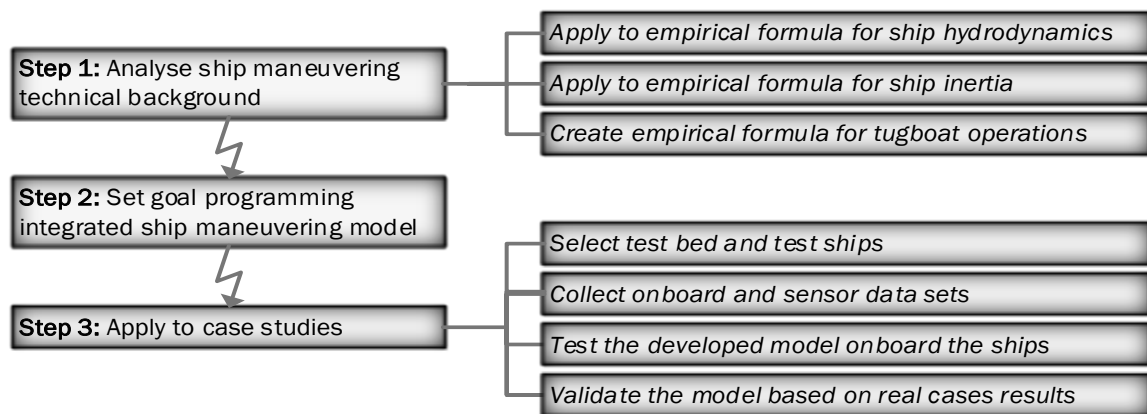 Step 1: Analyse ship maneuvering
technical background
Apply to empirical formula for ship hydrodynamics
Apply to empirical formula for ship inertia
Create empirical formula for tugboat operations
Step 2: Set goal programming
integrated ship maneuvering model
Step 3: Apply to case studies
Select test bed and test ships
Collect onboard and sensor data sets
Test the developed model onboard the ships
Validate the model based on real cases results